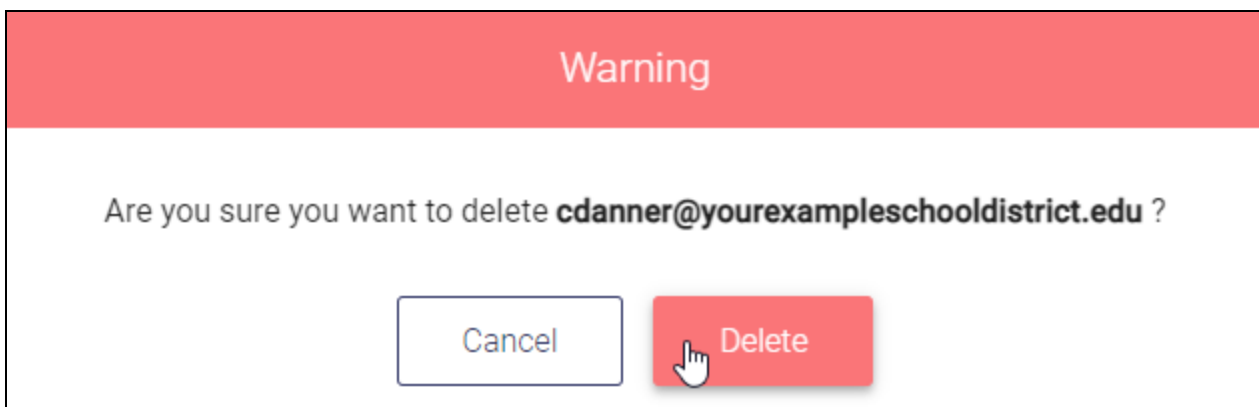 Warning
Are you sure you want to delete cdanner@yourexampleschooldistrict.edu ?
Cancel
Delete